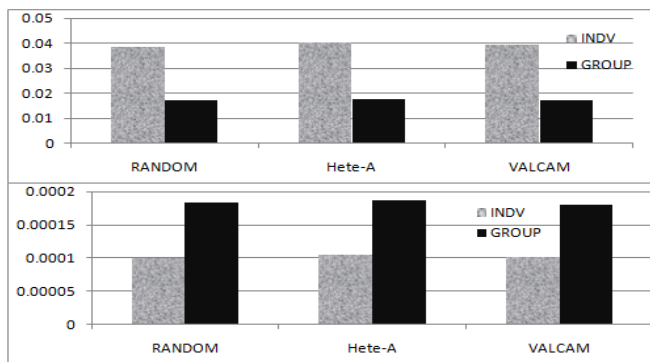 0.05
0.04
0.03
0.02
0.01
0
INDV
GROUP
RANDOM Hete-A VALCAM
0.0002
0.00015
0.0001
0.00005
0
INDV
GROUP
RANDOM Hete-A VALCAM